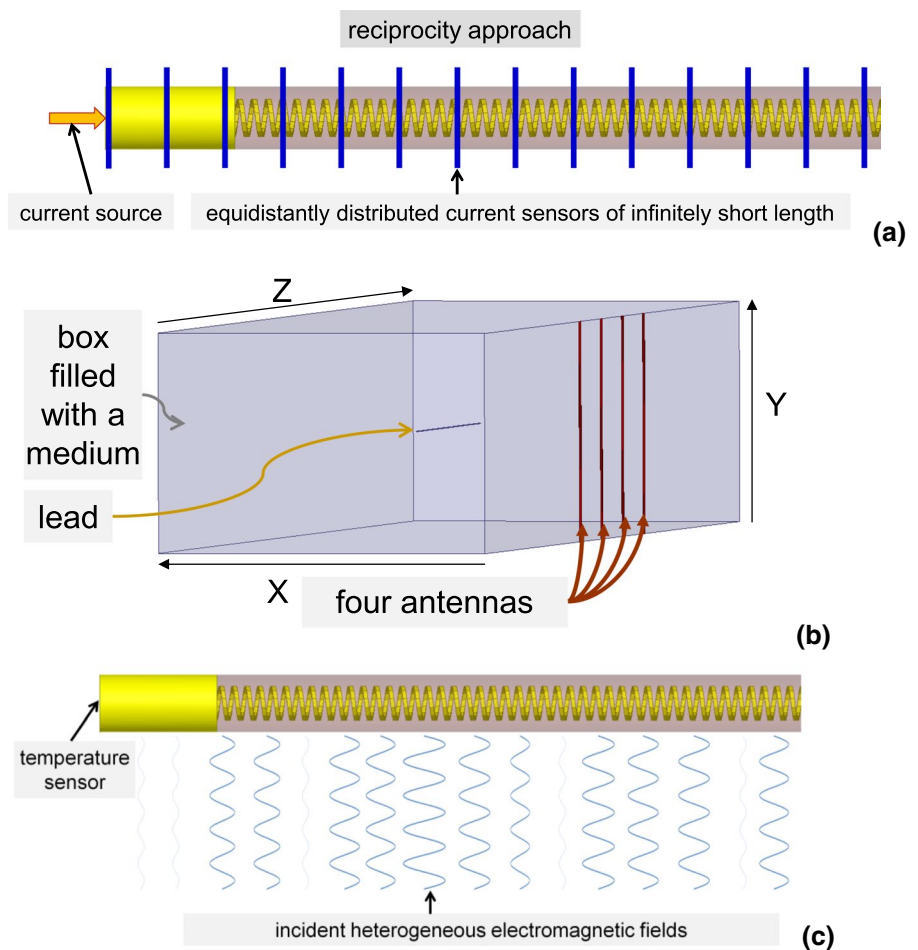 reciprocity approach
current source
equidistantly distributed current sensors of infinitely short length
(a)
Z
box
filled
with a
medium
Y
lead
X
four antennas
(b)
temperature
sensor
incident heterogeneous electromagnetic fields
(c)